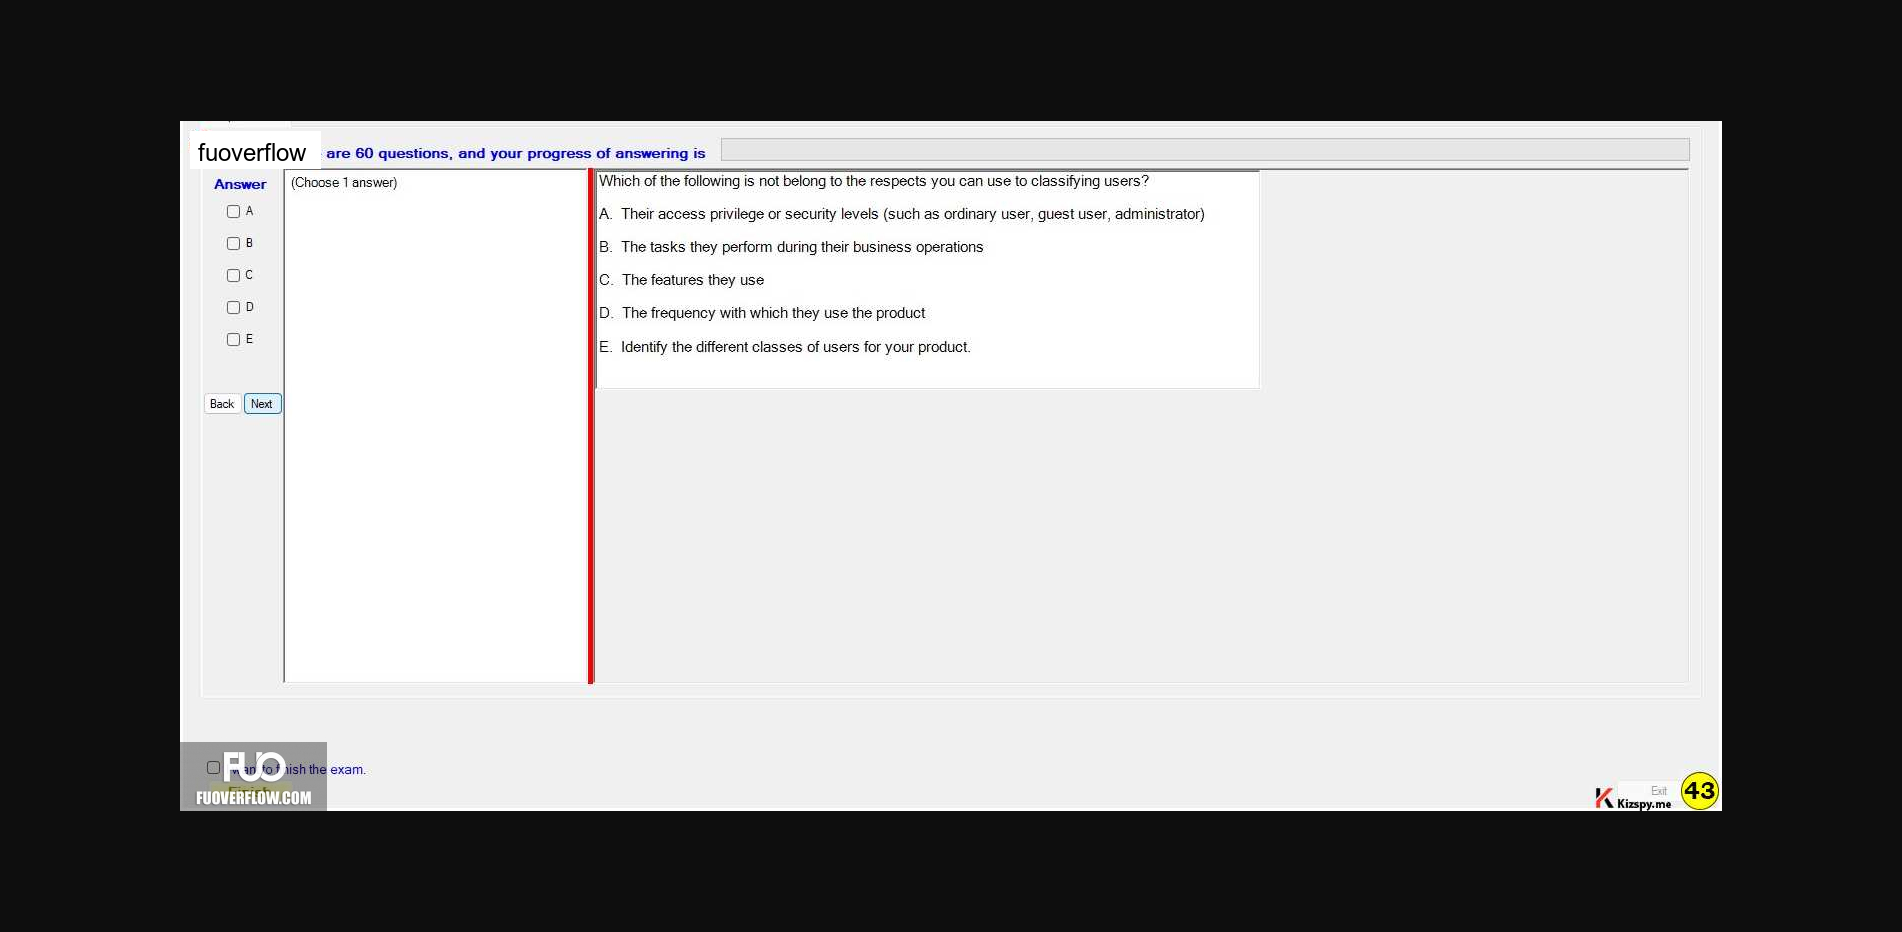 fuoverflow are 60 questions, and your progress of answering is
Answer
(Choose 1 answer)
A
B
C
D
E
Back Next
Which of the following is not belong to the respects you can use to classifying users?
A. Their access privilege or security levels (such as ordinary user, guest user, administrator)
B. The tasks they perform during their business operations
C. The features they use
D. The frequency with which they use the product
E. Identify the different classes of users for your product.
I want to finish the exam.
Finish
FUO
FUOVERFLOW.COM
Exit
Kizspy.me
43